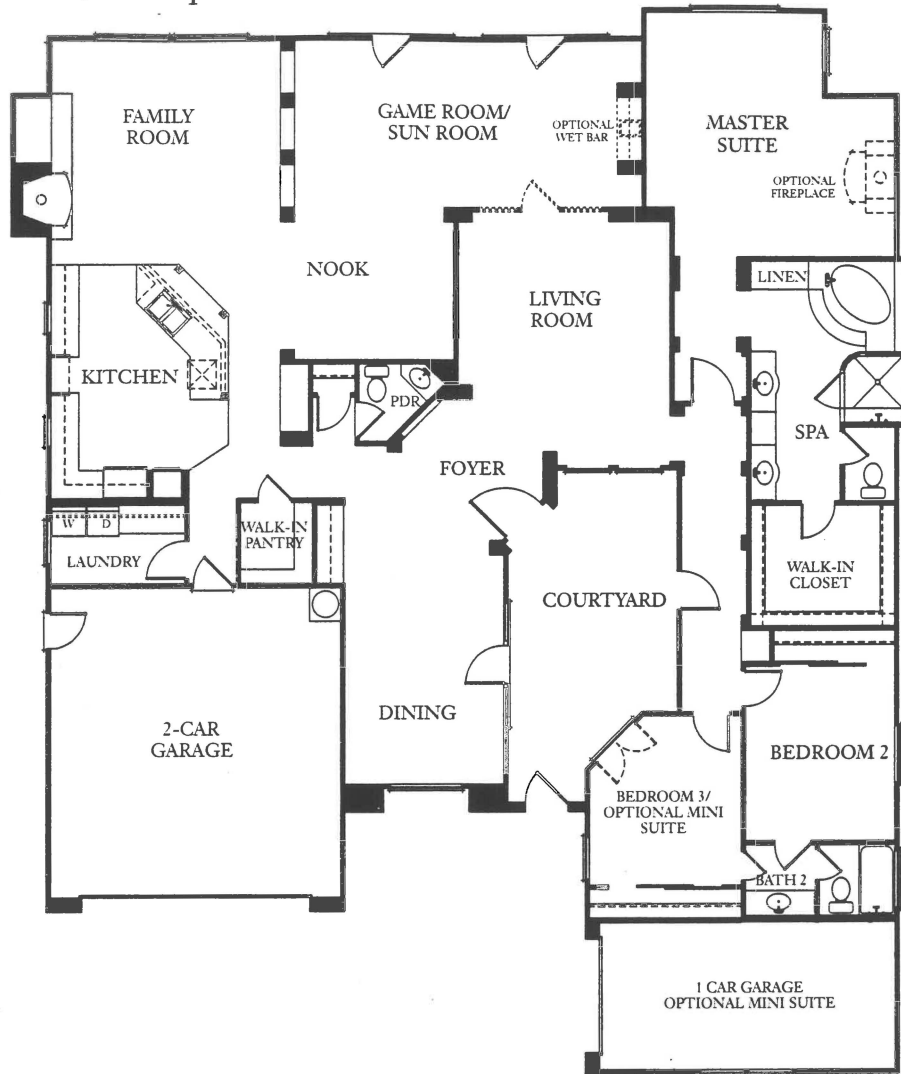 FAMILY
ROOM
GAME ROOM/
SUN ROOM
OPTIONAL
WET BAR
MASTER
SUITE
OPTIONAL
FIREPLACE
NOOK
LIVING
ROOM
LINEN
KITCHEN
PDR
SPA
FOYER
W
D
LAUNDRY
WALK-IN
PANTRY
COURTYARD
WALK-IN
CLOSET
DINING
2-CAR
GARAGE
BEDROOM 2
BEDROOM 3/
OPTIONAL MINI
SUITE
BATH 2
1 CAR GARAGE
OPTIONAL MINI SUITE